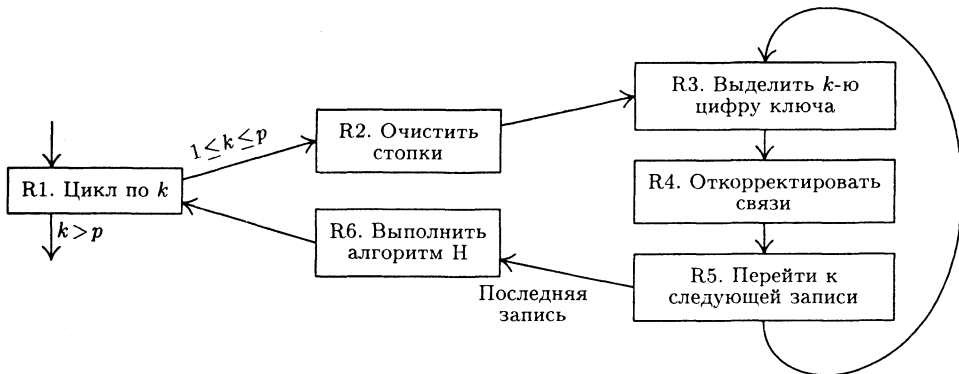 R1. Цикл по k
k > p
1 ≤ k ≤ p
R2. Очистить
стопки
R3. Выделить k-ю
цифру ключа
R4. Откорректировать
связи
R5. Перейти к
следующей записи
Последняя
запись
R6. Выполнить
алгоритм H